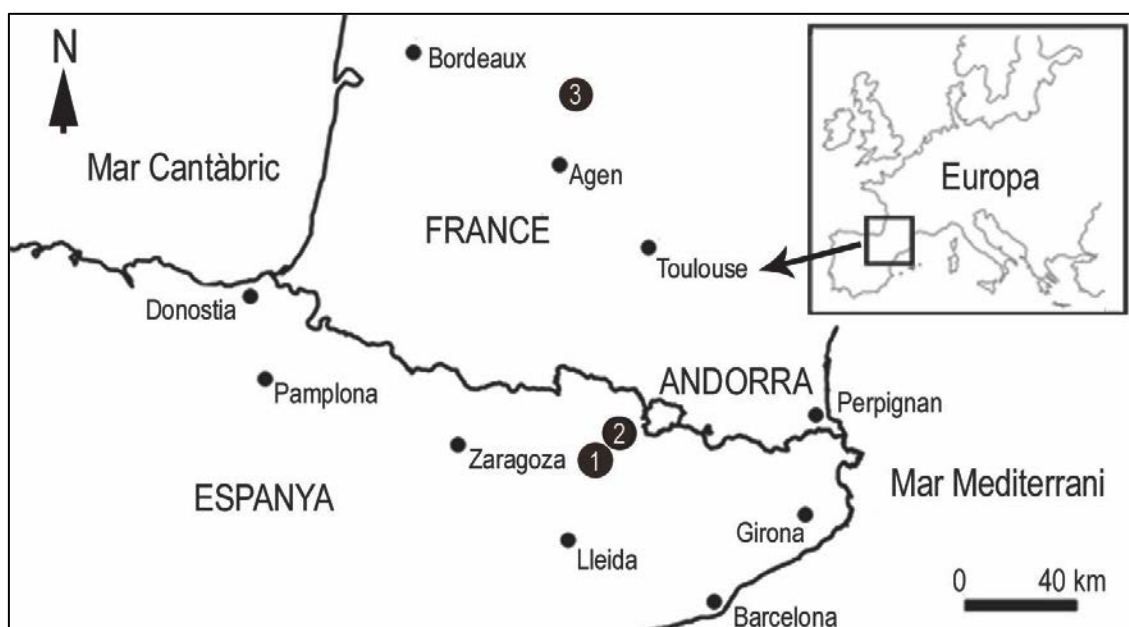 N
Bordeaux
3
Mar Cantàbric
Agen
Europa
FRANCE
Toulouse
Donostia
ANDORRA
Pamplona
Perpignan
2
Zaragoza
1
ESPANYA
Mar Mediterrani
Girona
Lleida
0 40 km
Barcelona